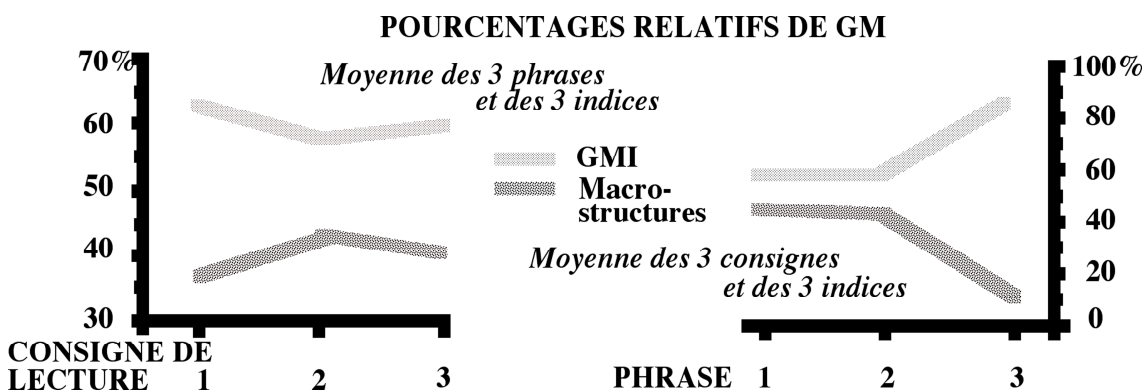 POURCENTAGES RELATIFS DE GM
70%
60
50
40
30
Moyenne des 3 phrases
et des 3 indices
GMI
Macro-
structures
Moyenne des 3 consignes
et des 3 indices
100%
80
60
40
20
0
CONSIGNE DE
LECTURE 1 2 3
PHRASE 1 2 3